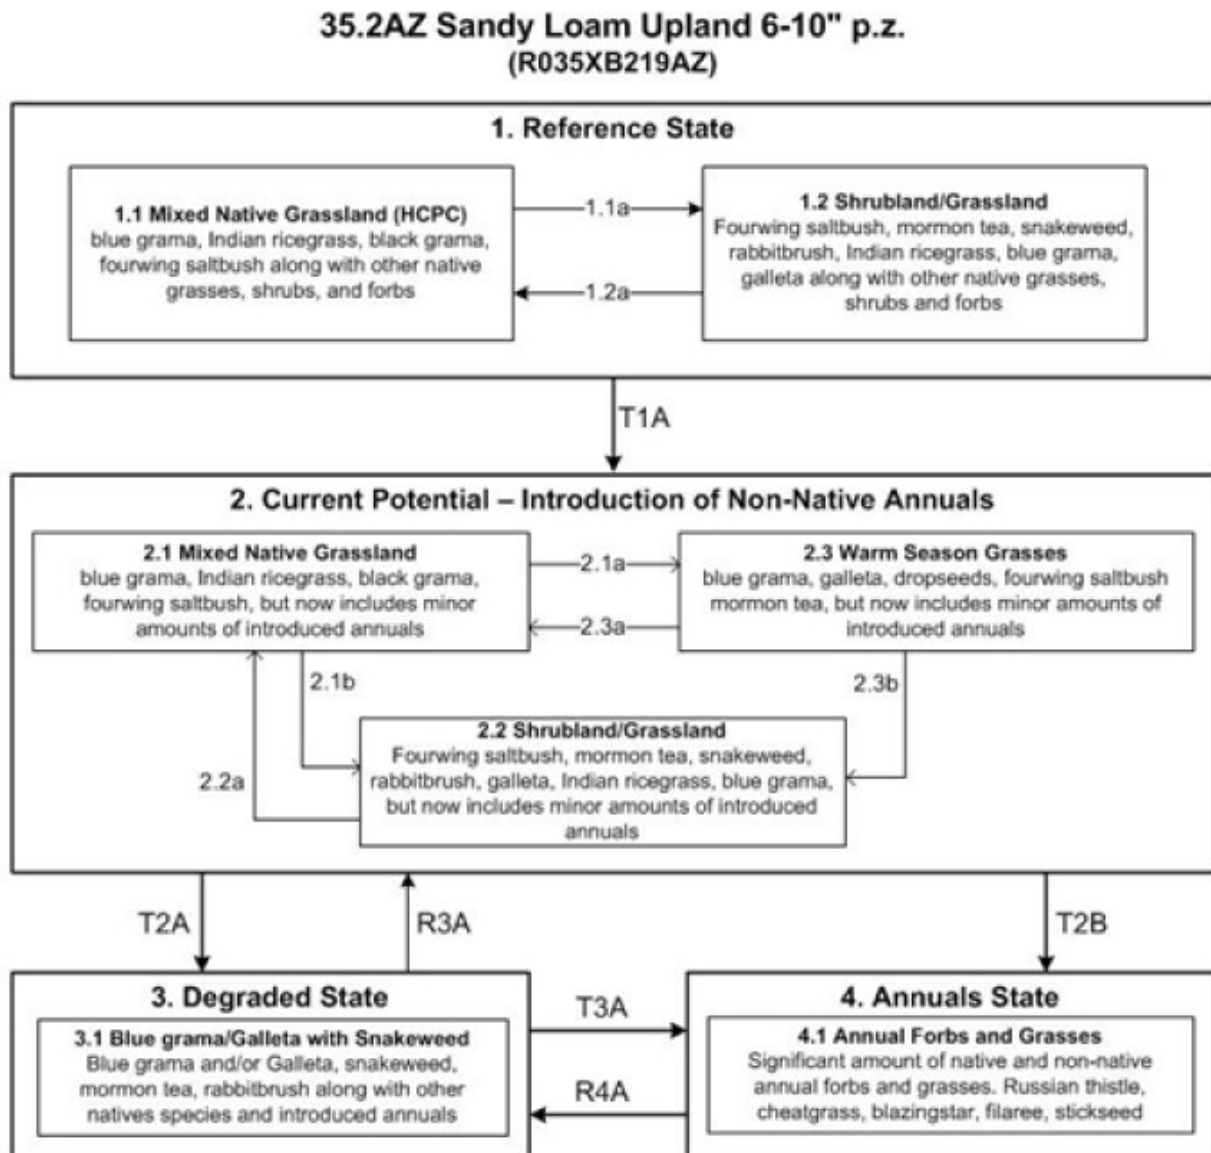 35.2AZ Sandy Loam Upland 6-10" p.z.
(R035XB219AZ)
1. Reference State
1.1 Mixed Native Grassland (HCPC)
blue grama, Indian ricegrass, black grama,
fourwing saltbush along with other native
grasses, shrubs, and forbs
1.1a
1.2a
1.2 Shrubland/Grassland
Fourwing saltbush, mormon tea, snakeweed,
rabbitbrush, Indian ricegrass, blue grama,
galleta along with other native grasses,
shrubs and forbs
T1A
2. Current Potential – Introduction of Non-Native Annuals
2.1 Mixed Native Grassland
blue grama, Indian ricegrass, black grama,
fourwing saltbush, but now includes minor
amounts of introduced annuals
2.1a
2.3a
2.3 Warm Season Grasses
blue grama, galleta, dropseeds, fourwing saltbush
mormon tea, but now includes minor amounts of
introduced annuals
2.1b
2.3b
2.2a
2.2 Shrubland/Grassland
Fourwing saltbush, mormon tea, snakeweed,
rabbitbrush, galleta, Indian ricegrass, blue grama,
but now includes minor amounts of introduced
annuals
T2A
R3A
T2B
3. Degraded State
3.1 Blue grama/Galleta with Snakeweed
Blue grama and/or Galleta, snakeweed,
mormon tea, rabbitbrush along with other
natives species and introduced annuals
T3A
R4A
4. Annuals State
4.1 Annual Forbs and Grasses
Significant amount of native and non-native
annual forbs and grasses. Russian thistle,
cheatgrass, blazingstar, filaree, stickseed